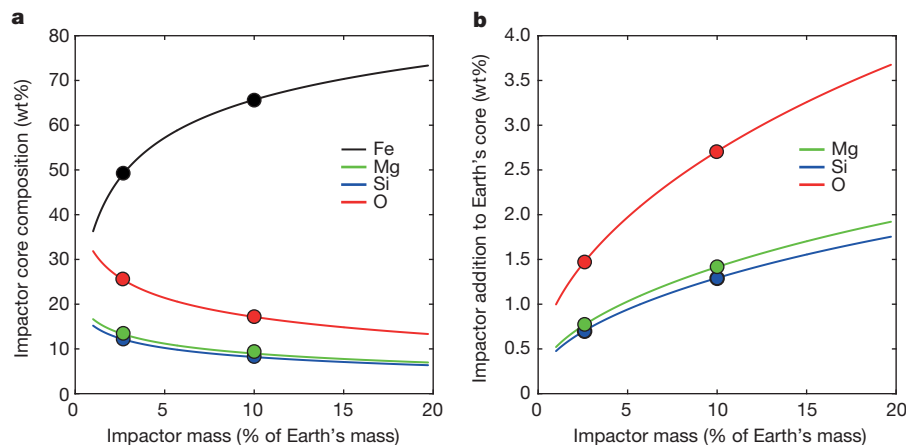 a
Impactor core composition (wt%)
80
70
60
50
40
30
20
10
0
Fe
Mg
Si
O
0
5
10
15
20
Impactor mass (% of Earth's mass)
b
Impactor addition to Earth's core (wt%)
4.0
3.5
3.0
2.5
2.0
1.5
1.0
0.5
0
Mg
Si
O
0
5
10
15
20
Impactor mass (% of Earth's mass)